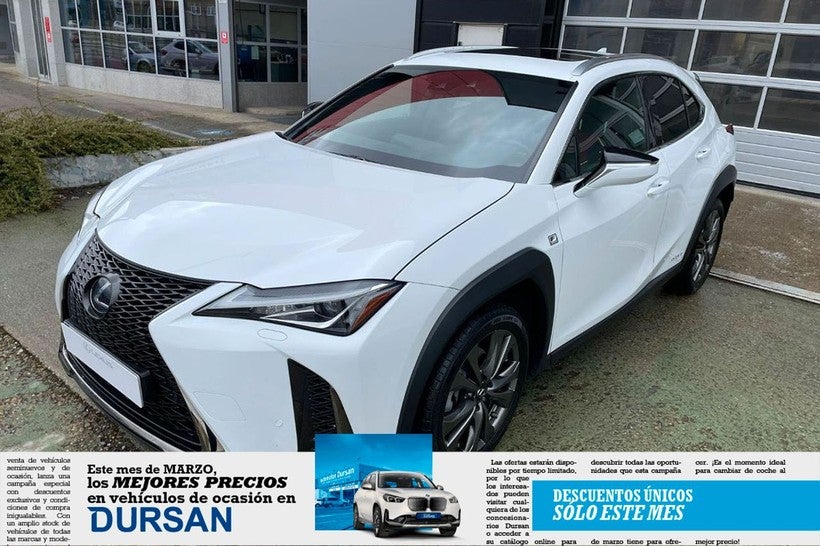 venta de vehículos
seminuevos y de
ocasión, lanza una
campaña especial
con descuentos
exclusivos y condi-
ciones de compra
inigualables. Con
un amplio stock de
vehículos de todas
las marcas y mode-
Este mes de MARZO,
los MEJORES PRECIOS
en vehículos de ocasión en
DURSAN
Dursan
Las ofertas estarán dispo-
nibles por tiempo limitado,
por lo que
los interesa-
dos pueden
visitar cual-
quiera de los
concesiona-
rios Dursan
o acceder a
su catálogo online para
descubrir todas las oportu-
nidades que esta campaña
de marzo tiene para ofre-
cer. ¡Es el momento ideal
para cambiar de coche al
mejor precio!
DESCUENTOS ÚNICOS
SÓLO ESTE MES